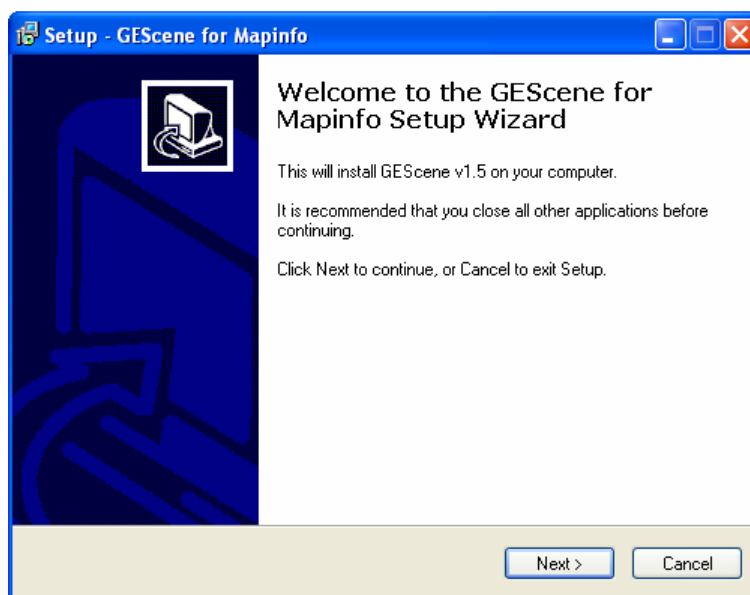 Setup - GEScene for Mapinfo
Welcome to the GEScene for
Mapinfo Setup Wizard
This will install GEScene v1.5 on your computer.
It is recommended that you close all other applications before
continuing.
Click Next to continue, or Cancel to exit Setup.
Next >
Cancel